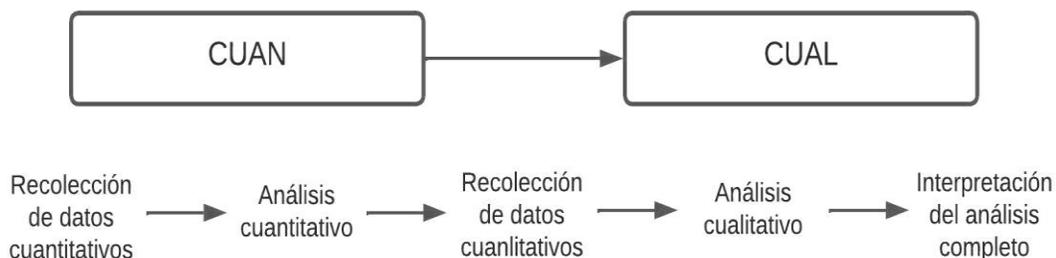 CUAN
CUAL
Recolección
de datos
cuantitativos
Análisis
cuantitativo
Recolección
de datos
cuanlitativos
Análisis
cualitativo
Interpretación
del análisis
completo